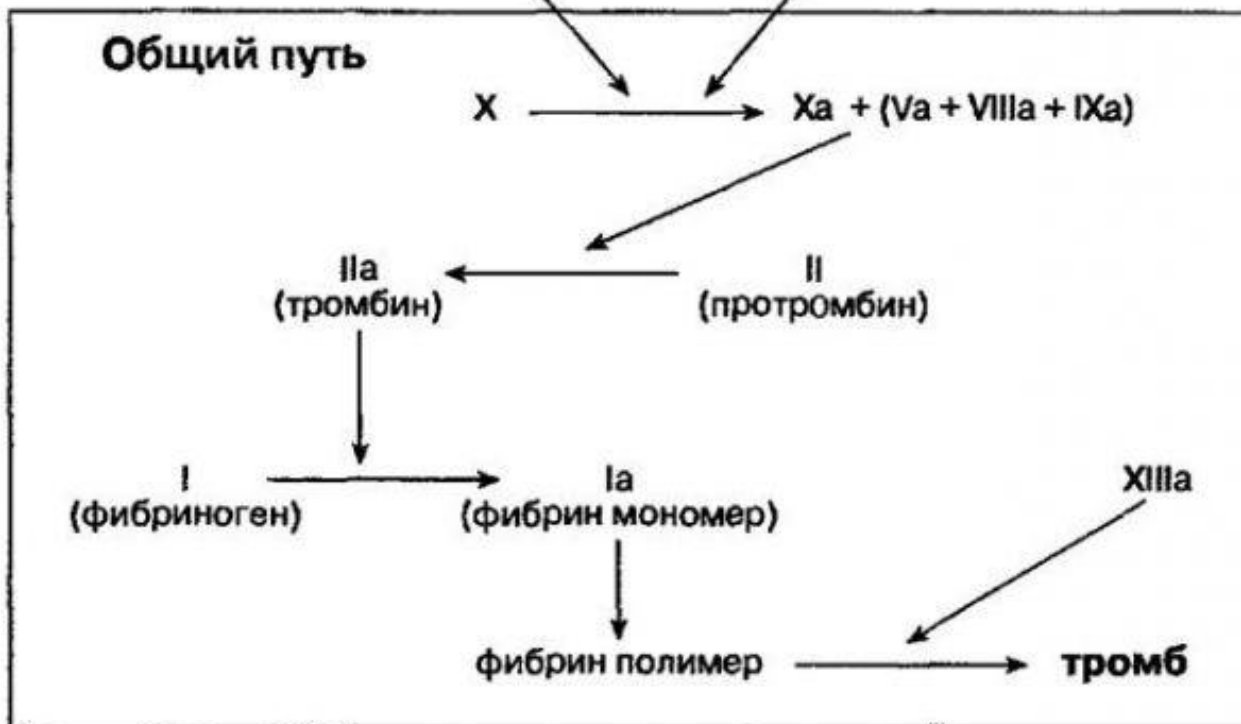 Общий путь
X
Xa + (Va + VIIIa + IXa)
IIa
(тромбин)
II
(протромбин)
I
(фибриноген)
Ia
(фибрин мономер)
XIIIa
фибрин полимер
тромб